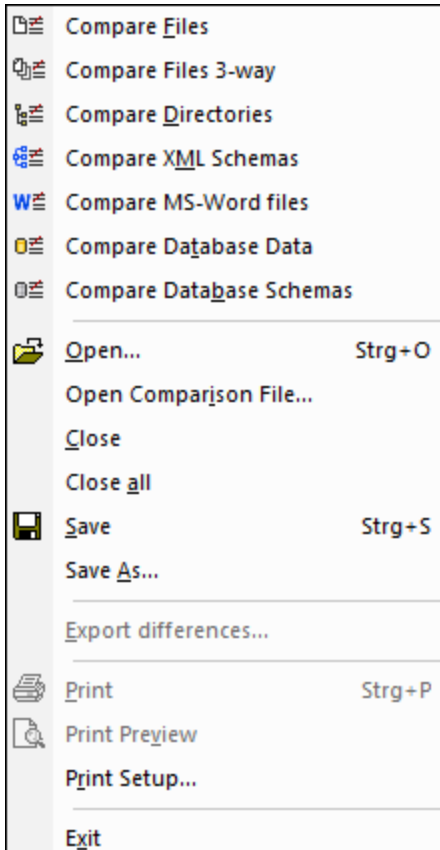 Compare Files
Compare Files 3-way
Compare Directories
Compare XML Schemas
W Compare MS-Word files
Compare Database Data
Compare Database Schemas
Open... Strg+O
Open Comparison File...
Close
Close all
Save Strg+S
Save As...
Export differences...
Print Strg+P
Print Preview
Print Setup...
Exit